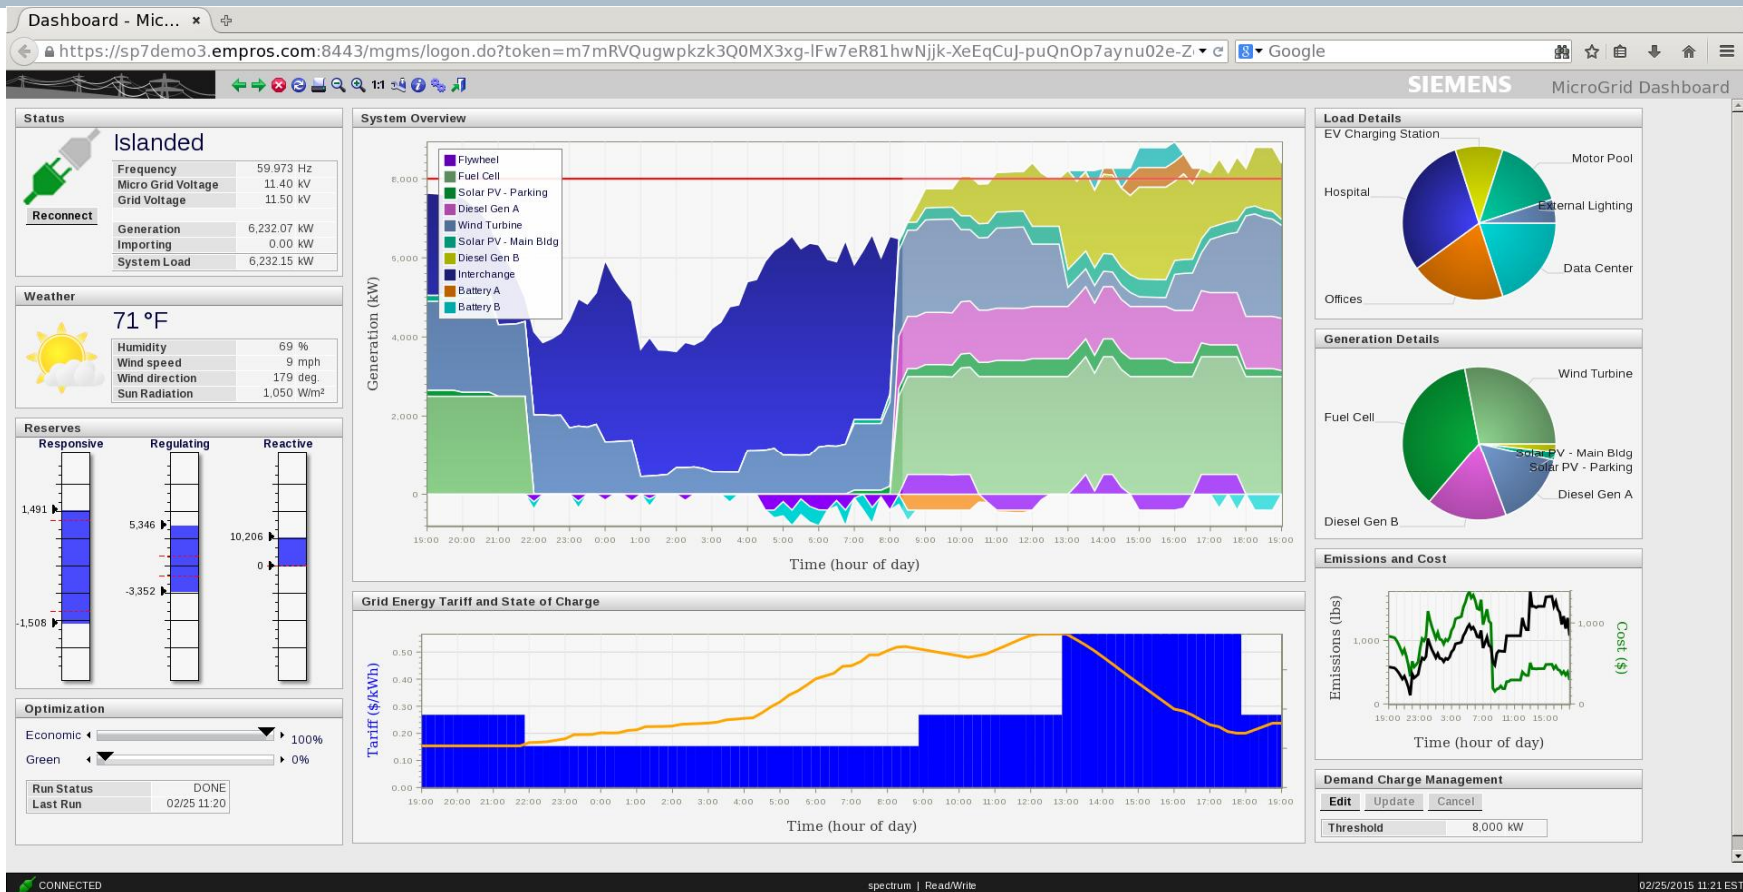 Dashboard - Mic...
https://sp7demo3.empros.com:8443/mgms/logon.do?token=m7mRVQugwpkzk3Q0MX3xg-lFw7eR81hwNjjk-XeEqCuJ-puQnOp7aynu02e-Z
Google
1:1
SIEMENS MicroGrid Dashboard
Status
Islanded
Frequency 59.973 Hz
Micro Grid Voltage 11.40 kV
Grid Voltage 11.50 kV
Reconnect
Generation 6,232.07 kW
Importing 0.00 kW
System Load 6,232.15 kW
Weather
71 °F
Humidity 69 %
Wind speed 9 mph
Wind direction 179 deg.
Sun Radiation 1,050 W/m²
Reserves
Responsive Regulating Reactive
1,491
5,346
10,206
0
-3,352
-1,508
Optimization
Economic 100%
Green 0%
Run Status DONE
Last Run 02/25 11:20
System Overview
Flywheel
Fuel Cell
Solar PV - Parking
Diesel Gen A
Wind Turbine
Solar PV - Main Bldg
Diesel Gen B
Interchange
Battery A
Battery B
Generation (kW)
8,000
6,000
4,000
2,000
0
19:00 20:00 21:00 22:00 23:00 0:00 1:00 2:00 3:00 4:00 5:00 6:00 7:00 8:00 9:00 10:00 11:00 12:00 13:00 14:00 15:00 16:00 17:00 18:00 19:00
Time (hour of day)
Grid Energy Tariff and State of Charge
Tariff ($/kWh)
0.50
0.40
0.30
0.20
0.10
0.00
19:00 20:00 21:00 22:00 23:00 0:00 1:00 2:00 3:00 4:00 5:00 6:00 7:00 8:00 9:00 10:00 11:00 12:00 13:00 14:00 15:00 16:00 17:00 18:00 19:00
Time (hour of day)
Load Details
EV Charging Station
Motor Pool
Hospital
External Lighting
Data Center
Offices
Generation Details
Wind Turbine
Fuel Cell
Solar PV - Main Bldg
Solar PV - Parking
Diesel Gen A
Diesel Gen B
Emissions and Cost
Emissions (lbs)
Cost ($)
1,000
1,000
0
0
19:00 23:00 3:00 7:00 11:00 15:00
Time (hour of day)
Demand Charge Management
Edit Update Cancel
Threshold 8,000 kW
CONNECTED
spectrum | Read/Write
02/25/2015 11:21 EST